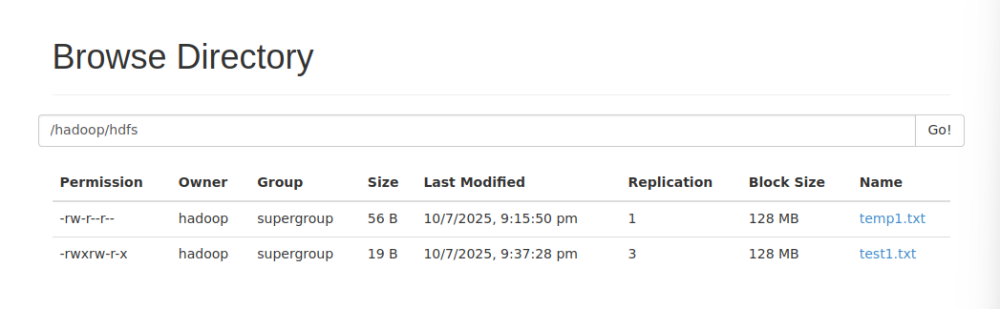 Browse Directory
/hadoop/hdfs Go!
Permission Owner Group Size Last Modified Replication Block Size Name
-rw-r--r-- hadoop supergroup 56 B 10/7/2025, 9:15:50 pm 1 128 MB temp1.txt
-rwxrw-r-x hadoop supergroup 19 B 10/7/2025, 9:37:28 pm 3 128 MB test1.txt